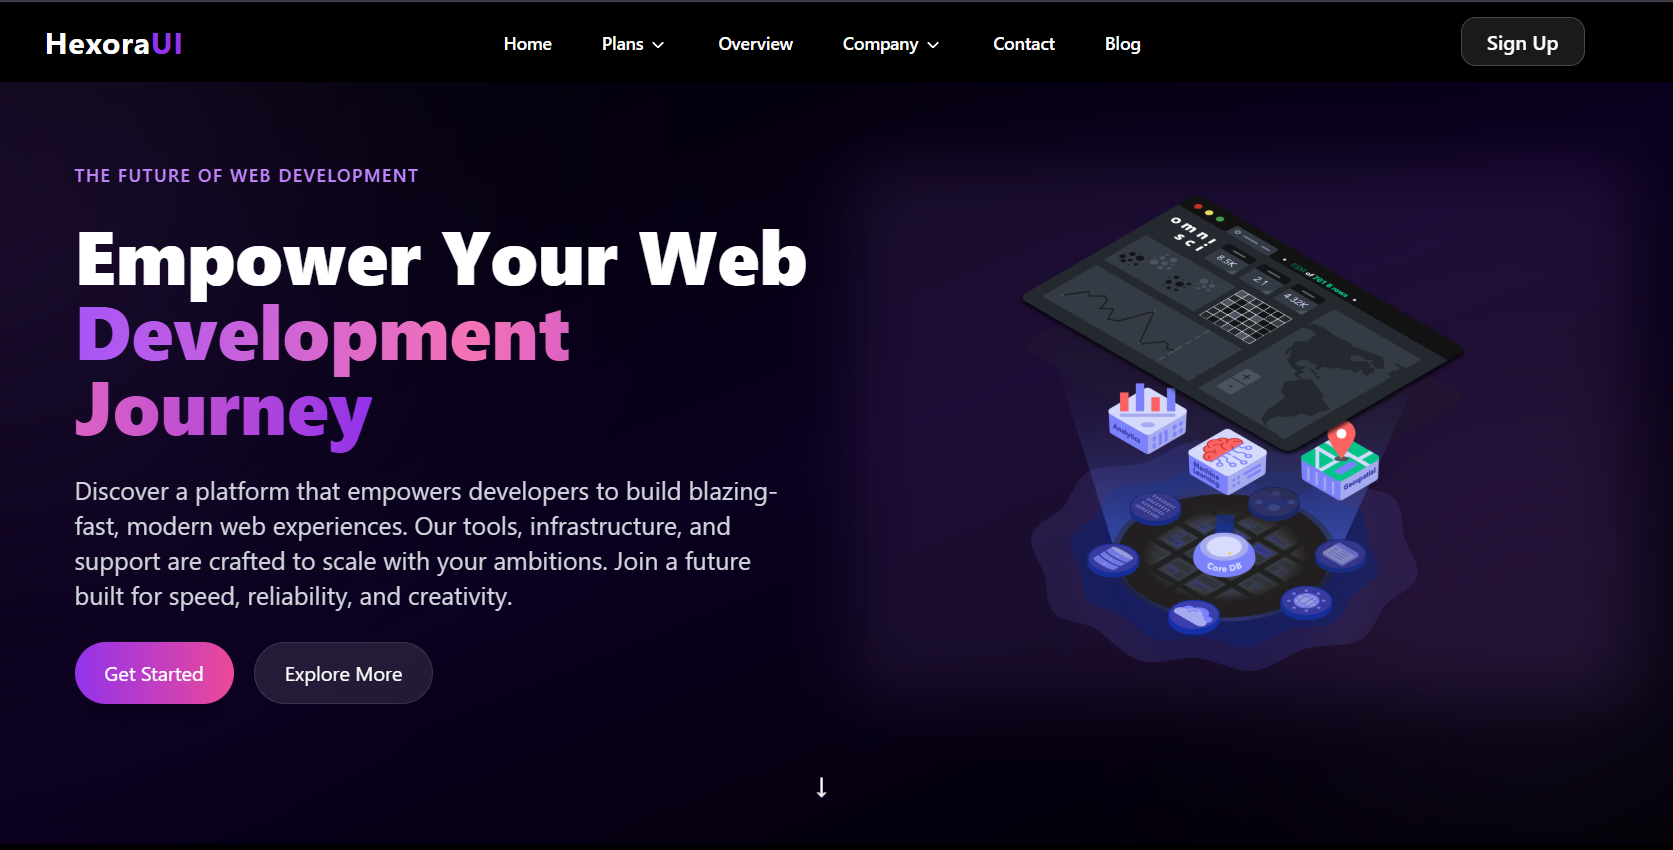 HexoraUI
Home Plans Overview Company Contact Blog
Sign Up
THE FUTURE OF WEB DEVELOPMENT
Empower Your Web
Development
Journey
Discover a platform that empowers developers to build blazing-
fast, modern web experiences. Our tools, infrastructure, and
support are crafted to scale with your ambitions. Join a future
built for speed, reliability, and creativity.
Get Started
Explore More
↓
omni
sci
8.5K
2.1
4.32K
of 701 B rows
Analytics
Machine
Learning
Geospatial
Core DB